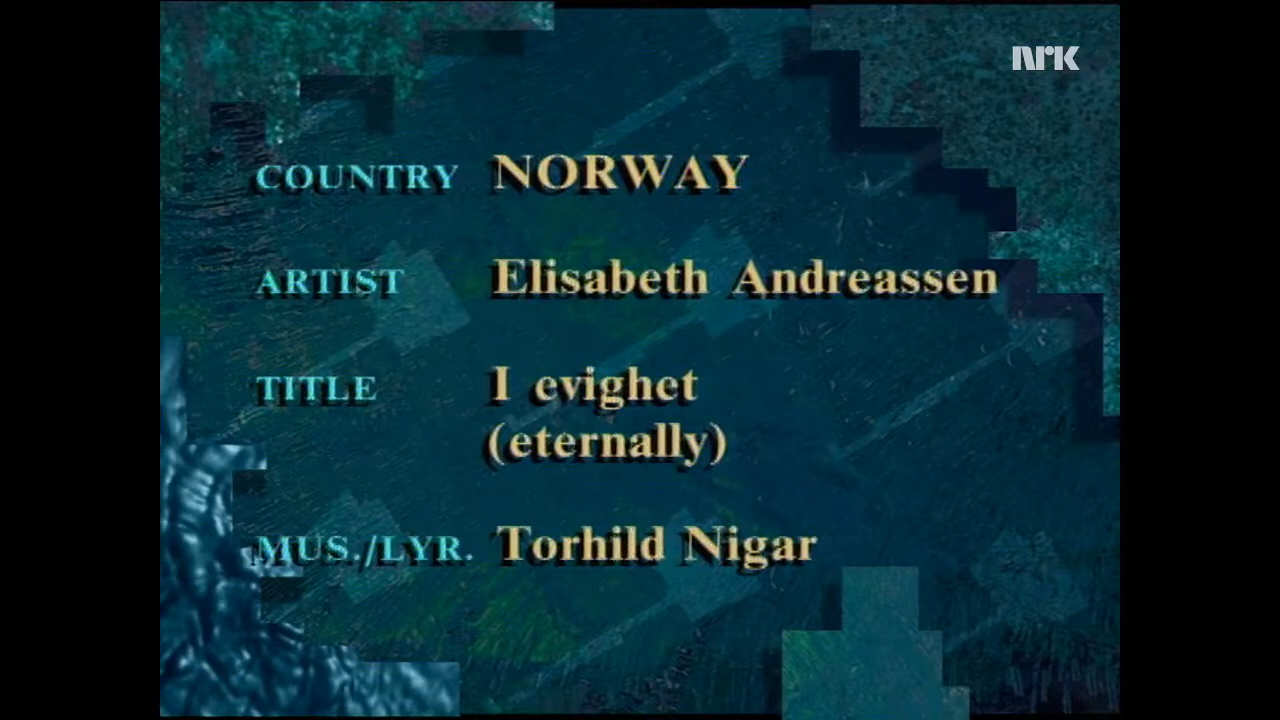 NRK
COUNTRY NORWAY
ARTIST Elisabeth Andreassen
TITLE I evighet
(eternally)
MUS./LYR. Torhild Nigar